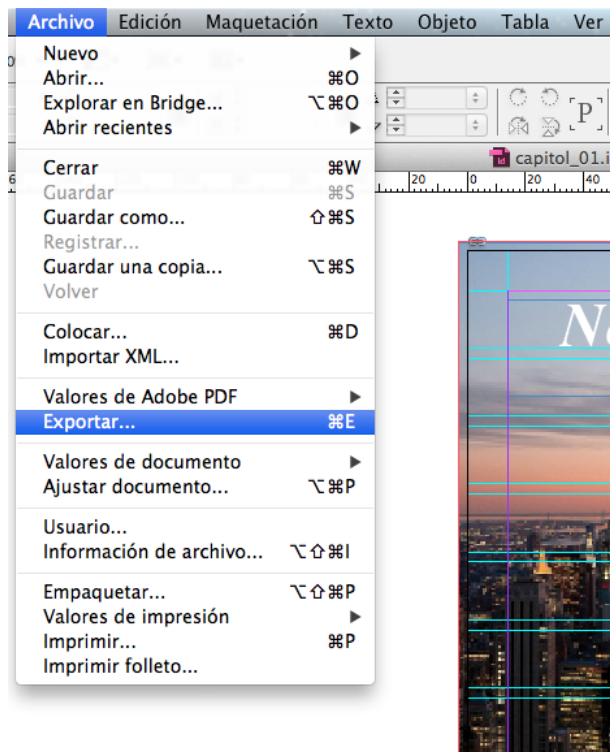 Archivo Edición Maquetación Texto Objeto Tabla Ver
Nuevo ▶
Abrir... ⌘O
Explorar en Bridge... ⌥⌘O
Abrir recientes ▶
Cerrar ⌘W
Guardar ⌘S
Guardar como... ⇧⌘S
Registrar...
Guardar una copia... ⌥⌘S
Volver
Colocar... ⌘D
Importar XML...
Valores de Adobe PDF ▶
Exportar... ⌘E
Valores de documento ▶
Ajustar documento... ⌥⌘P
Usuario...
Información de archivo... ⌥⇧⌘I
Empaquetar... ⌥⇧⌘P
Valores de impresión ▶
Imprimir... ⌘P
Imprimir folleto...
P
capitol_01.i
20 0 20 40